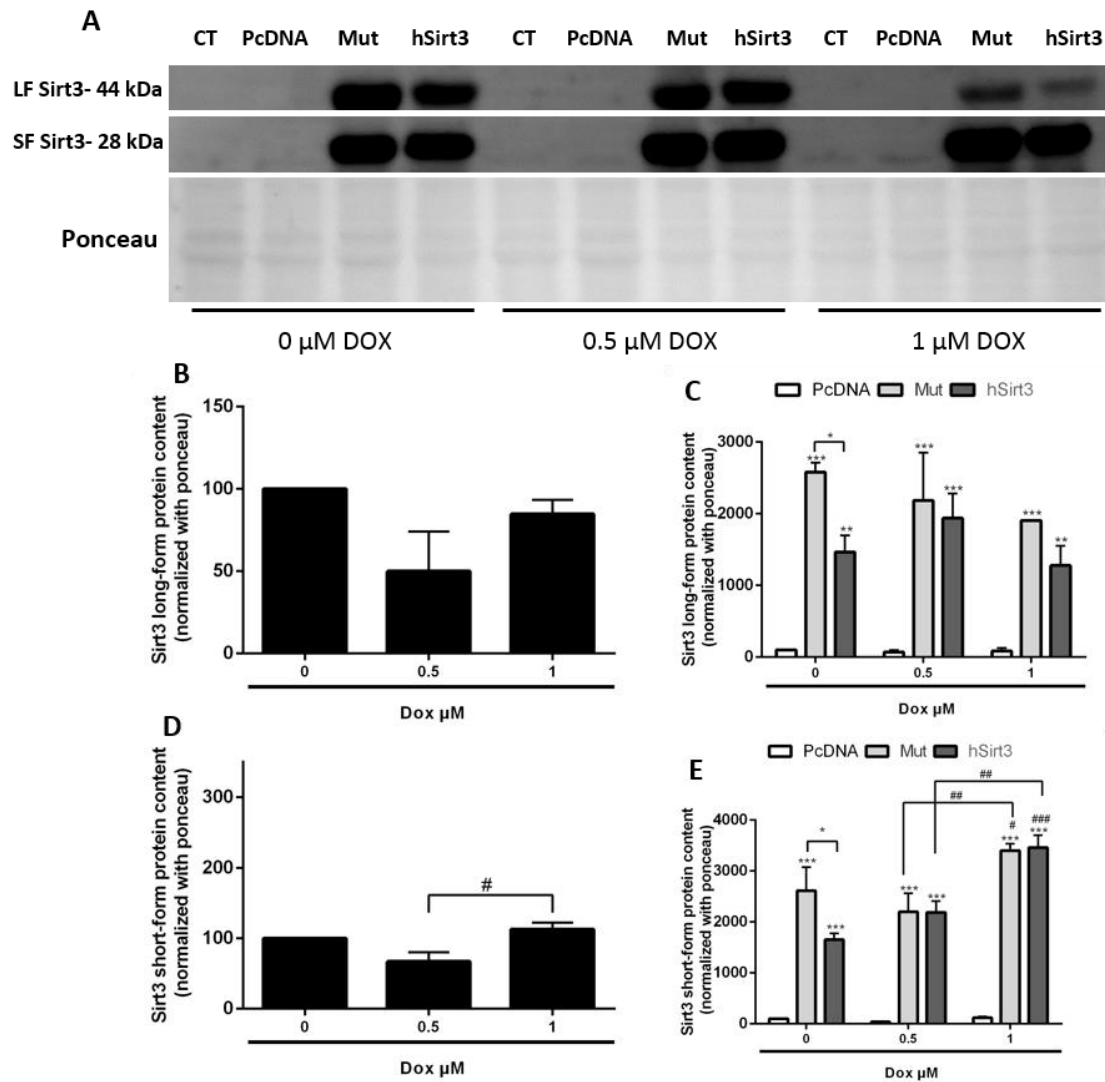 A
CT PcDNA Mut hSirt3 CT PcDNA Mut hSirt3 CT PcDNA Mut hSirt3
LF Sirt3- 44 kDa
SF Sirt3- 28 kDa
Ponceau
0 µM DOX 0.5 µM DOX 1 µM DOX
B
Sirt3 long-form protein content
(normalized with ponceau)
150
100
50
0
0 0.5 1
Dox µM
C
PcDNA Mut hSirt3
Sirt3 long-form protein content
(normalized with ponceau)
3000
2000
1000
0
*** * ** *** *** *** **
0 0.5 1
Dox µM
D
Sirt3 short-form protein content
(normalized with ponceau)
300
200
100
0
#
0 0.5 1
Dox µM
PcDNA Mut hSirt3
E
Sirt3 short-form protein content
(normalized with ponceau)
4000
3000
2000
1000
0
##
##
# ###
*** * *** *** *** *** ***
0 0.5 1
Dox µM